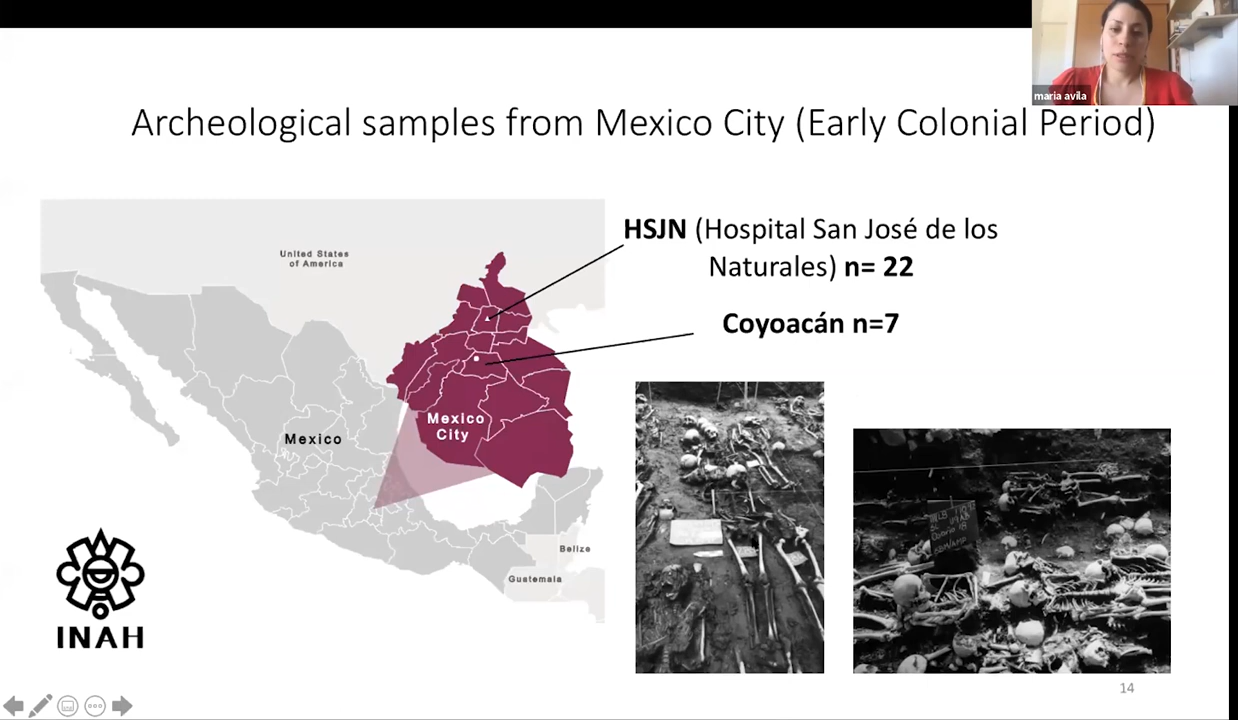 maria avila
Archeological samples from Mexico City (Early Colonial Period)
HSJN (Hospital San José de los
Naturales) n= 22
Coyoacán n=7
United States
of America
Mexico
City
Mexico
Belize
Guatemala
INAH
14